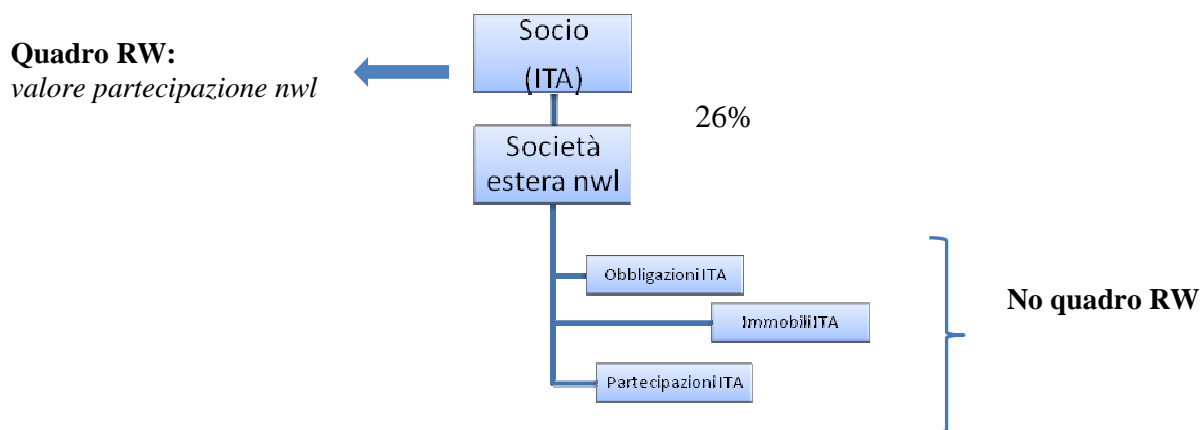 Quadro RW:
valore partecipazione nwl
Socio
(ITA)
26%
Società
estera nwl
Obbligazioni ITA
Immobili ITA
Partecipazioni ITA
No quadro RW